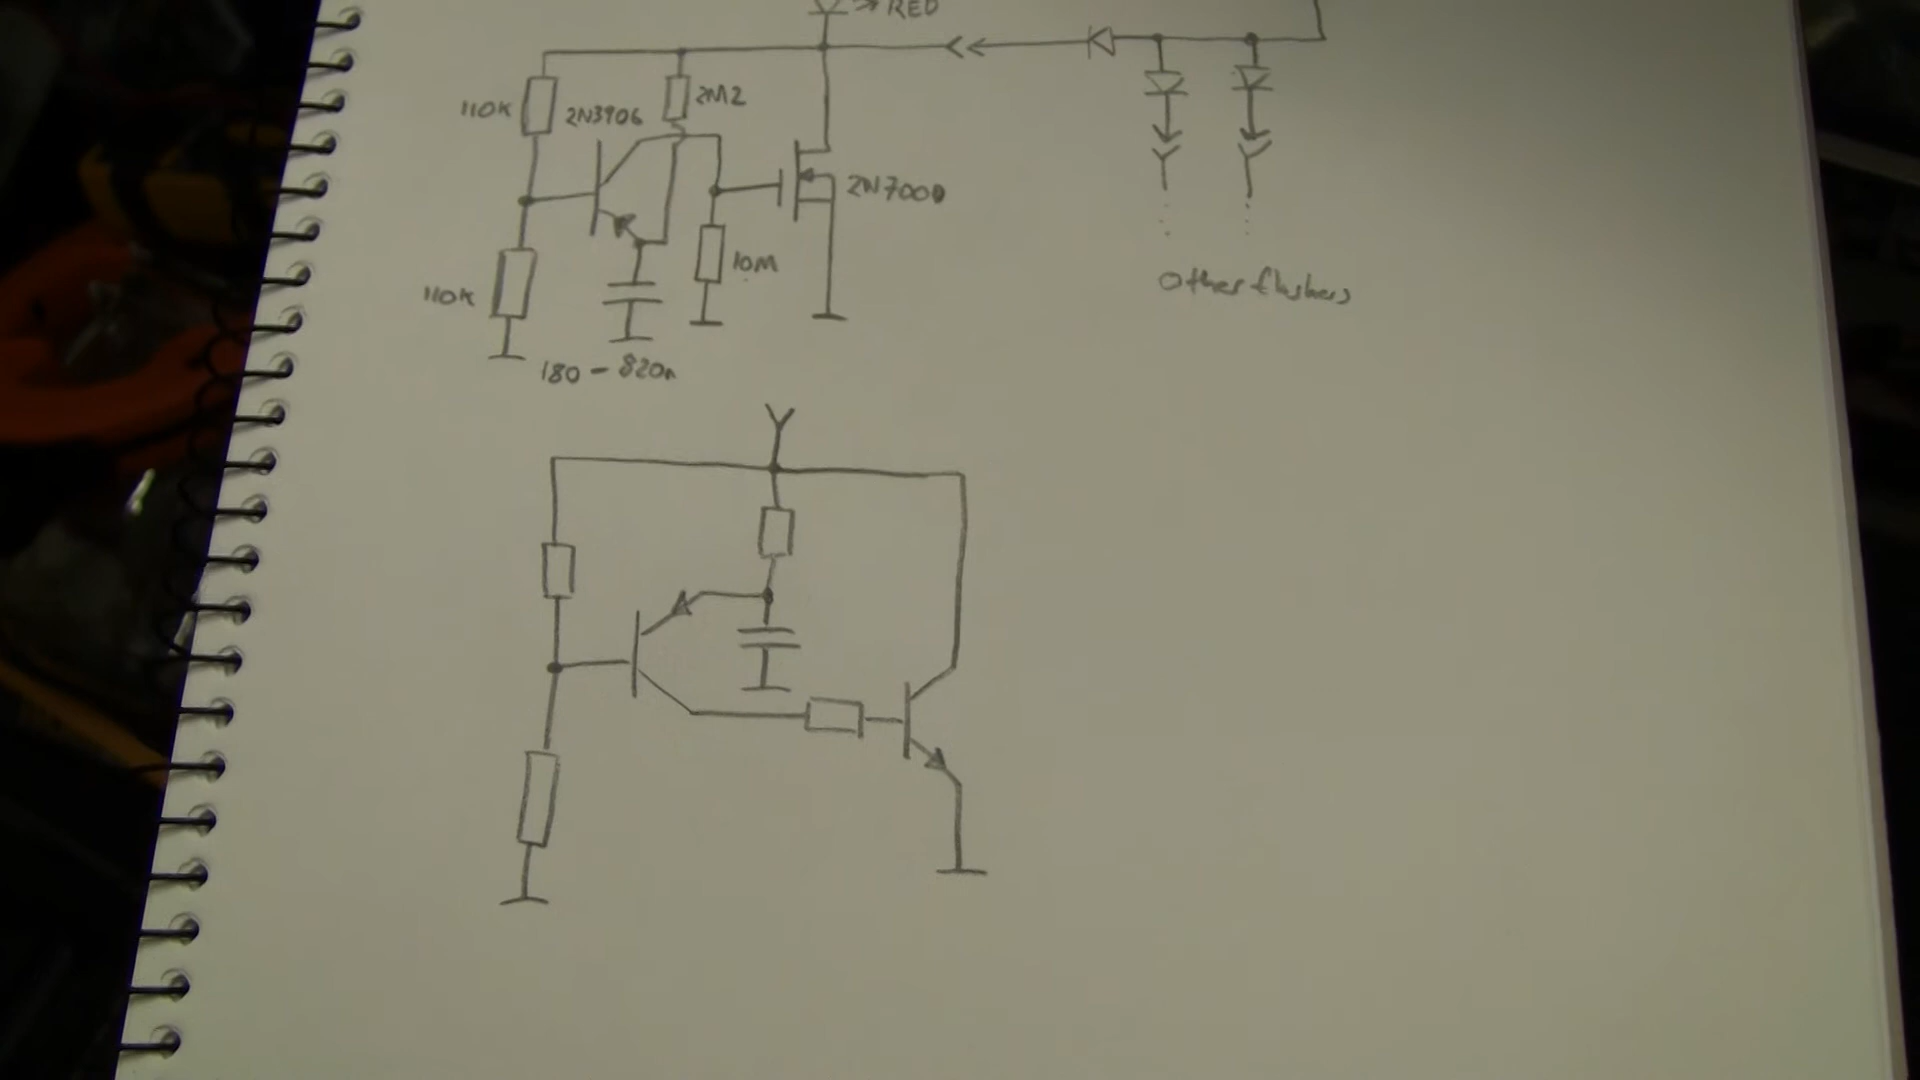 RED
110K
2N3906
2M2
2N7000
10M
110K
Other flashers
180 - 820n